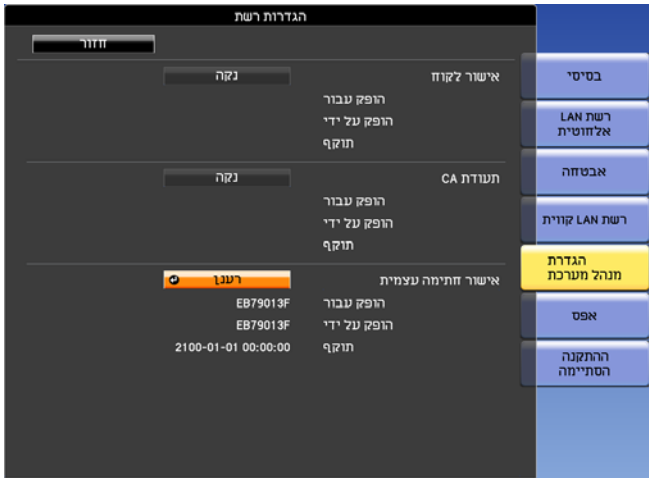 הגדרות רשת
חזור
אישור לקוח
נקה
הופק עבור
הופק על ידי
תוקף
תעודת CA
נקה
הופק עבור
הופק על ידי
תוקף
אישור חתימה עצמית
רענן
הופק עבור EB79013F
הופק על ידי EB79013F
תוקף 2100-01-01 00:00:00
בסיסי
רשת LAN
אלחוטית
אבטחה
רשת LAN קווית
הגדרת
מנהל מערכת
אפס
ההתקנה
הסתיימה